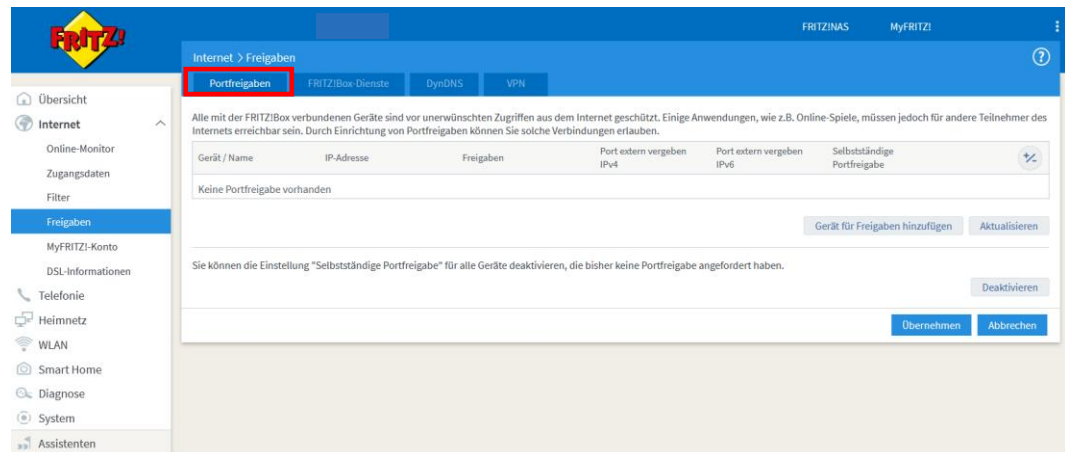 FRITZ!
FRITZ!NAS
MyFRITZ!
Internet > Freigaben
?
Portfreigaben
FRITZ!Box-Dienste
DynDNS
VPN
Übersicht
Internet
Online-Monitor
Zugangsdaten
Filter
Freigaben
MyFRITZ!-Konto
DSL-Informationen
Telefonie
Heimnetz
WLAN
Smart Home
Diagnose
System
Assistenten
Alle mit der FRITZ!Box verbundenen Geräte sind vor unerwünschten Zugriffen aus dem Internet geschützt. Einige Anwendungen, wie z.B. Online-Spiele, müssen jedoch für andere Teilnehmer des
Internets erreichbar sein. Durch Einrichtung von Portfreigaben können Sie solche Verbindungen erlauben.
Gerät / Name
IP-Adresse
Freigaben
Port extern vergeben
IPv4
Port extern vergeben
IPv6
Selbstständige
Portfreigabe
Keine Portfreigabe vorhanden
Gerät für Freigaben hinzufügen
Aktualisieren
Sie können die Einstellung "Selbstständige Portfreigabe" für alle Geräte deaktivieren, die bisher keine Portfreigabe angefordert haben.
Deaktivieren
Übernehmen
Abbrechen